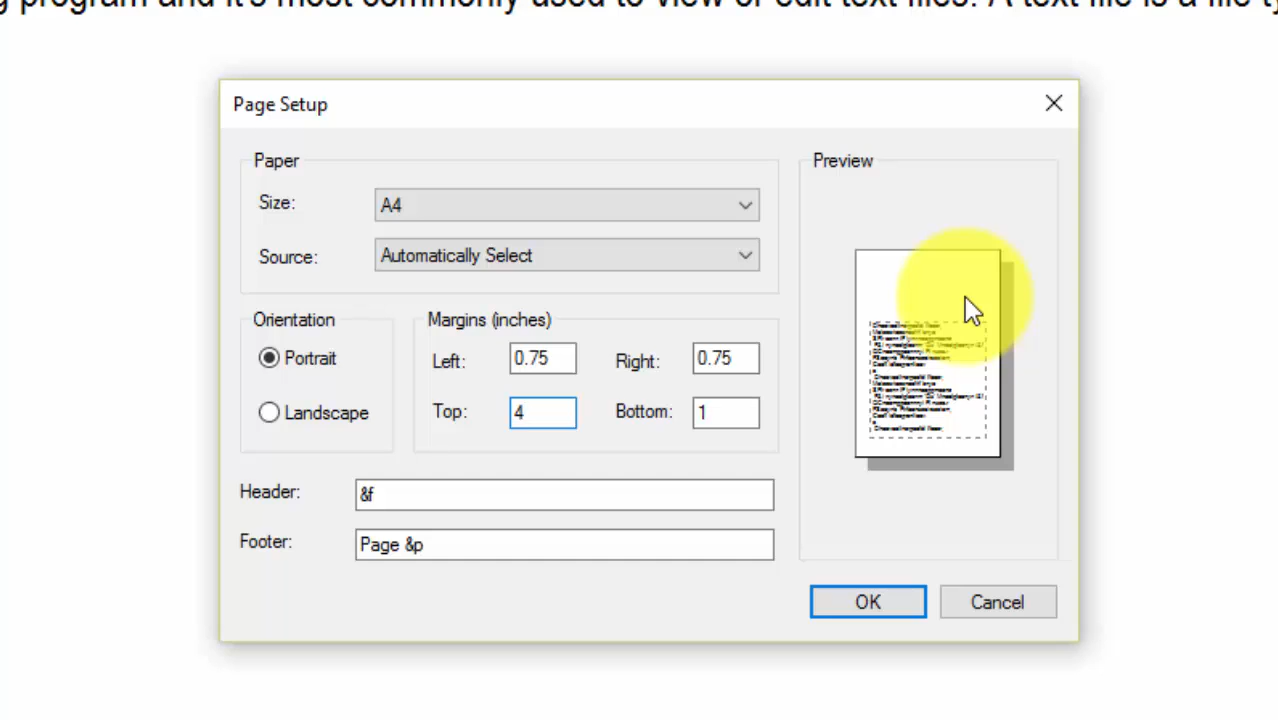 program and it's most commonly used to view or edit text files. A text file is a file
Page Setup
Paper
Size: A4
Source: Automatically Select
Orientation
Portrait
Landscape
Margins (inches)
Left: 0.75 Right: 0.75
Top: 4 Bottom: 1
Header: &f
Footer: Page &p
Preview
OK Cancel